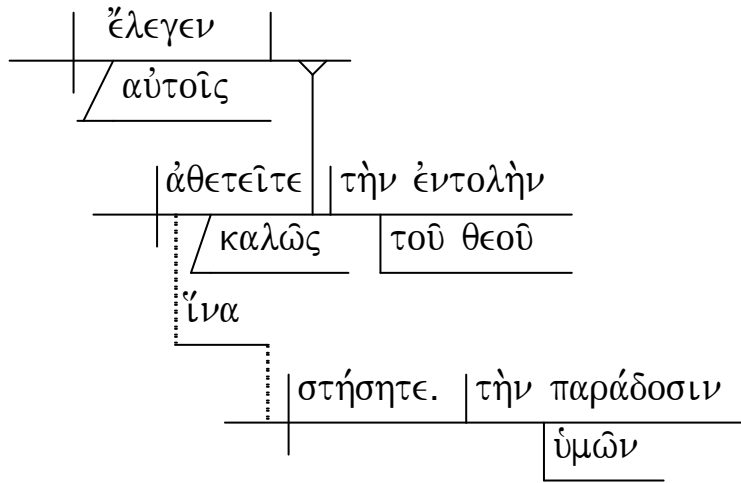 ἔλεγεν
αὐτοῖς
ἀθετεῖτε τὴν ἐντολὴν
καλῶς τοῦ θεοῦ
ἵνα
στήσητε. τὴν παράδοσιν
ὑμῶν